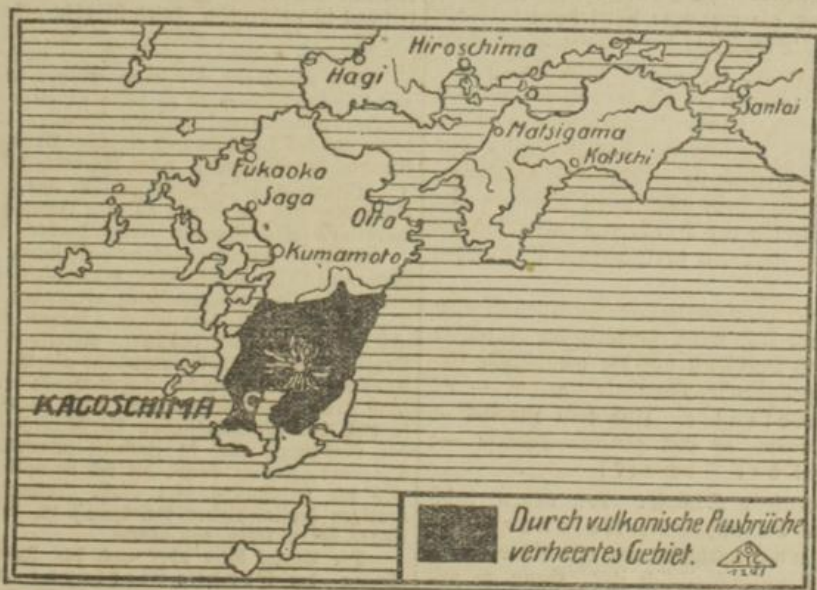 Hiroschima
Hagi
Santai
Matsigama
Kotschi
Fukaoka
Saga
Oita
Kumamoto
KAGOSCHIMA
Durch vulkanische Ausbrüche
verheertes Gebiet.